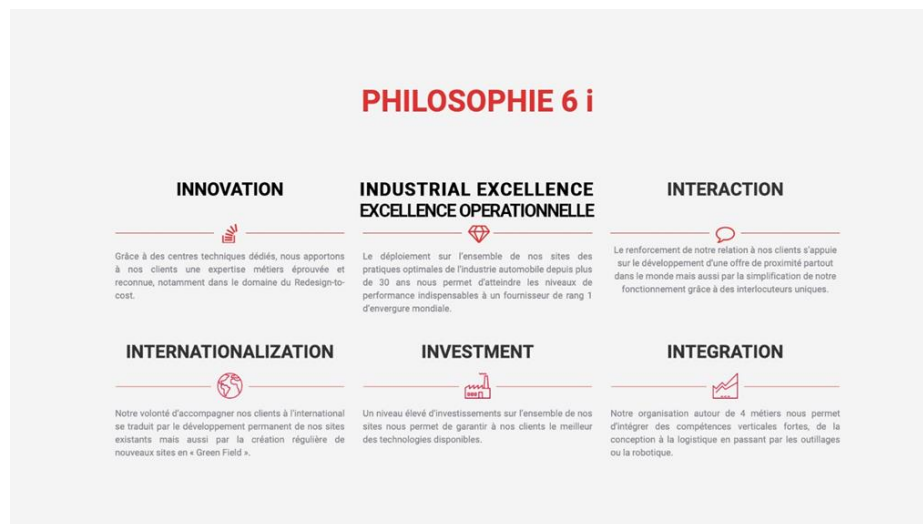 PHILOSOPHIE 6 i
INNOVATION
Grâce à des centres techniques dédiés, nous apportons
à nos clients une expertise métiers éprouvée et
reconnue, notamment dans le domaine du Redesign-to-
cost.
INDUSTRIAL EXCELLENCE
EXCELLENCE OPERATIONNELLE
Le déploiement sur l'ensemble de nos sites des
pratiques optimales de l'industrie automobile depuis plus
de 30 ans nous permet d'atteindre les niveaux de
performance indispensables à un fournisseur de rang 1
d'envergure mondiale.
INTERACTION
Le renforcement de notre relation à nos clients s'appuie
sur le développement d'une offre de proximité partout
dans le monde mais aussi par la simplification de notre
fonctionnement grâce à des interlocuteurs uniques.
INTERNATIONALIZATION
Notre volonté d'accompagner nos clients à l'international
se traduit par le développement permanent de nos sites
existants mais aussi par la création régulière de
nouveaux sites en « Green Field ».
INVESTMENT
Un niveau élevé d'investissements sur l'ensemble de nos
sites nous permet de garantir à nos clients le meilleur
des technologies disponibles.
INTEGRATION
Notre organisation autour de 4 métiers nous permet
d'intégrer des compétences verticales fortes, de la
conception à la logistique en passant par les outillages
ou la robotique.